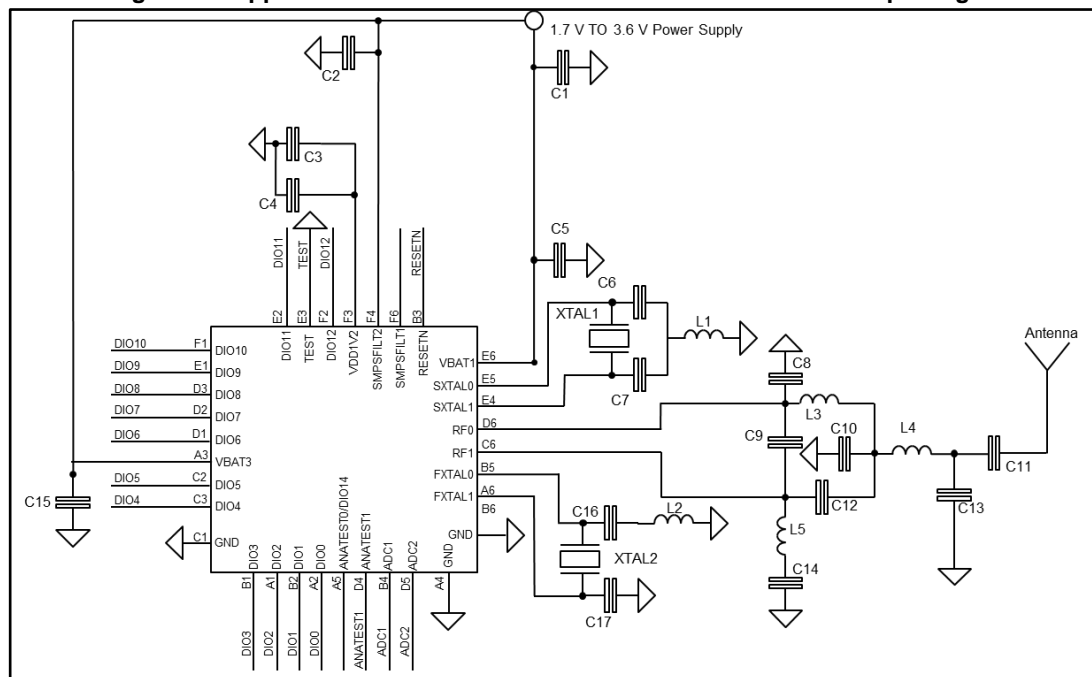 1.7 V TO 3.6 V Power Supply
C2
C1
C3
C4
C5
C6
XTAL1
L1
C7
DIO11
TEST
DIO12
RESETN
E2
E3
F2
F3
F4
F6
B3
DIO11
TEST
DIO12
VDD1V2
SMPSFILT2
SMPSFILT1
RESETN
DIO10 F1 DIO10
DIO9 E1 DIO9
DIO8 D3 DIO8
DIO7 D2 DIO7
DIO6 D1 DIO6
A3 VBAT3
DIO5 C2 DIO5
DIO4 C3 DIO4
C1 GND
C15
VBAT1 E6
SXTAL0 E5
SXTAL1 E4
RF0 D6
RF1 C6
FXTAL0 B5
FXTAL1 A6
GND B6
GND
A4
C8
L3
C9
C10
L4
C11
C12
C13
L5
C14
Antenna
C16
L2
XTAL2
C17
DIO3
DIO2
DIO1
DIO0
ANATEST0/DIO14
ANATEST1
ADC1
ADC2
B1
A1
B2
A2
A5
D4
B4
D5
DIO3
DIO2
DIO1
DIO0
ANATEST1
ADC1
ADC2